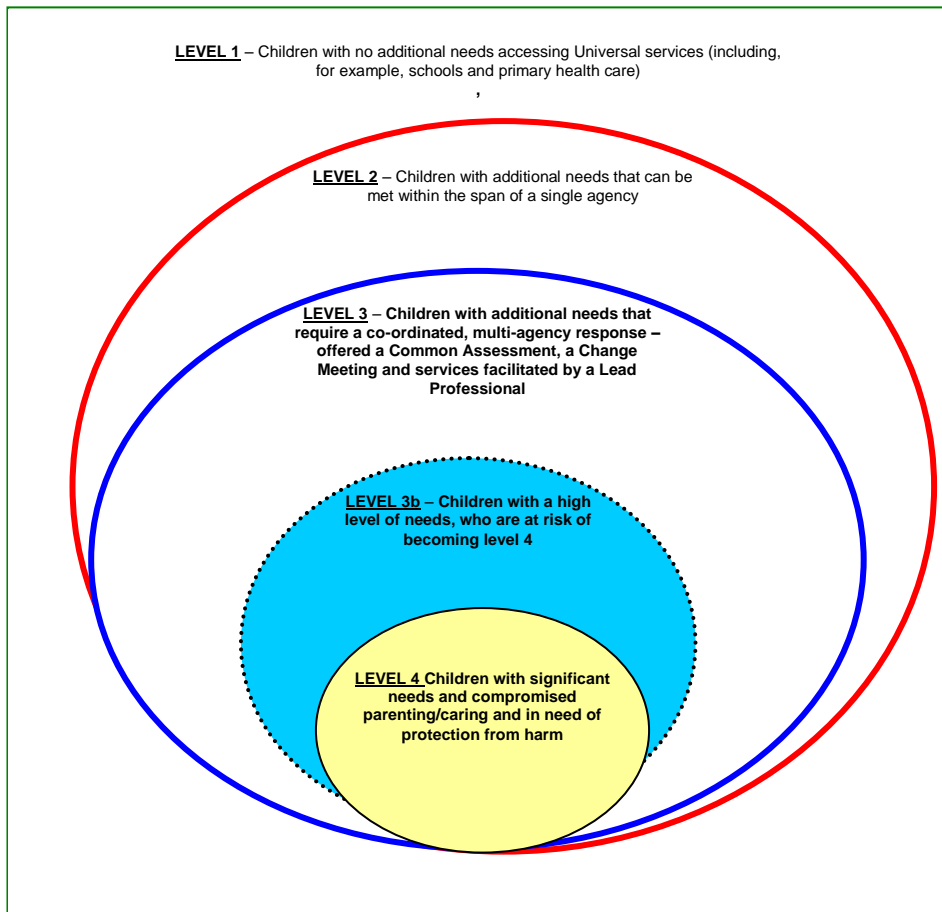 LEVEL 1 – Children with no additional needs accessing Universal services (including,
for example, schools and primary health care)
,
LEVEL 2 – Children with additional needs that can be
met within the span of a single agency
LEVEL 3 – Children with additional needs that
require a co-ordinated, multi-agency response –
offered a Common Assessment, a Change
Meeting and services facilitated by a Lead
Professional
LEVEL 3b – Children with a high
level of needs, who are at risk of
becoming level 4
LEVEL 4 Children with significant
needs and compromised
parenting/caring and in need of
protection from harm